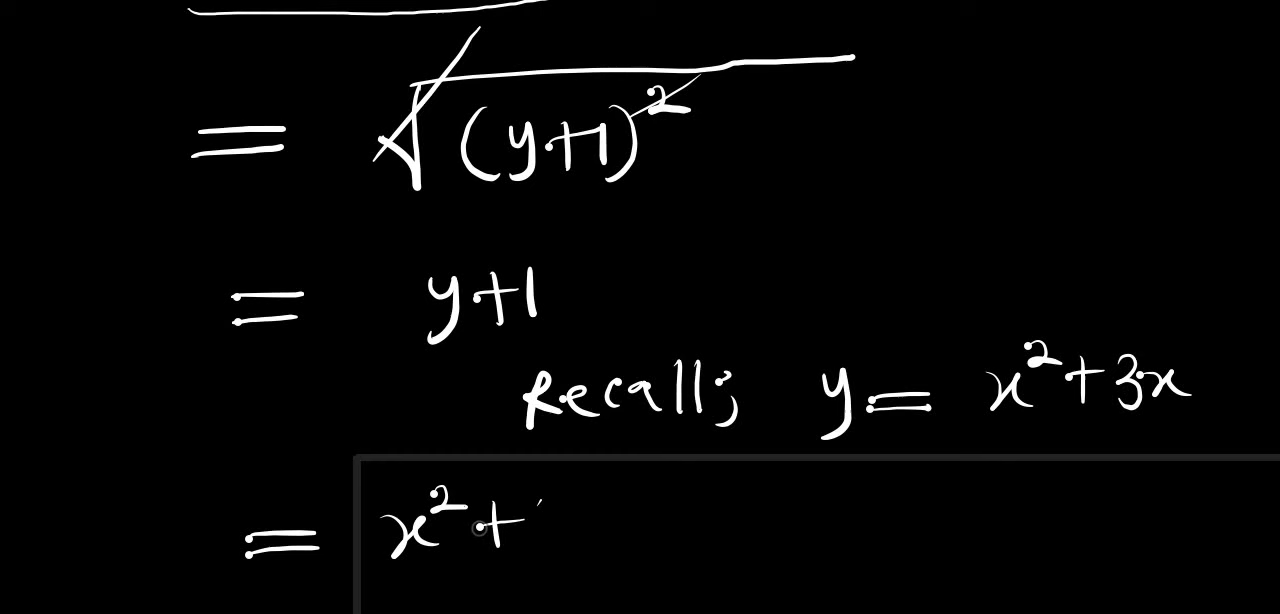 = √(y+1)²
= y+1
Recall; y = x² + 3x
= x² +